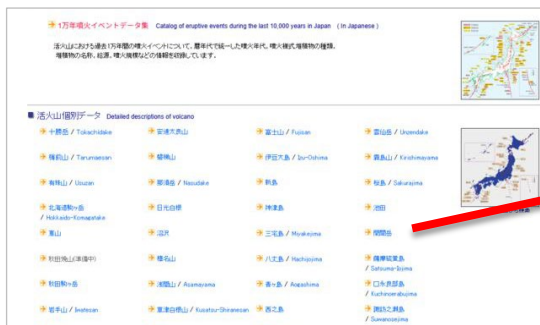 1万年噴火イベントデータ集 Catalog of eruptive events during the last 10,000 years in Japan ( In Japanese )
活火山における過去1万年間の噴火イベントについて、暦年代で統一した噴火年代、噴火様式、堆積物の種類、
堆積物の名称、給源、噴火規模などの情報を収録しています。
活火山個別データ Detailed descriptions of volcano
十勝岳 / Tokachidake
安達太良山
富士山 / Fujisan
雲仙岳 / Unzendake
樽前山 / Tarumaesan
磐梯山
伊豆大島 / Izu-Oshima
霧島山 / Kirishimayama
有珠山 / Usuzan
那須岳 / Nasudake
新島
桜島 / Sakurajima
北海道駒ヶ岳
/ Hokkaido-Komagatake
日光白根
神津島
池田
恵山
沼沢
三宅島 / Miyakejima
開聞岳
秋田焼山(準備中)
榛名山
八丈島 / Hachijojima
薩摩硫黄島
/ Satsuma-Iojima
秋田駒ヶ岳
浅間山 / Asamayama
青ヶ島 / Aogashima
口永良部島
/ Kuchinoerabujima
岩手山 / Iwatesan
草津白根山 / Kusatsu-Shiranesan
西之島
諏訪之瀬島
/ Suwanosejima